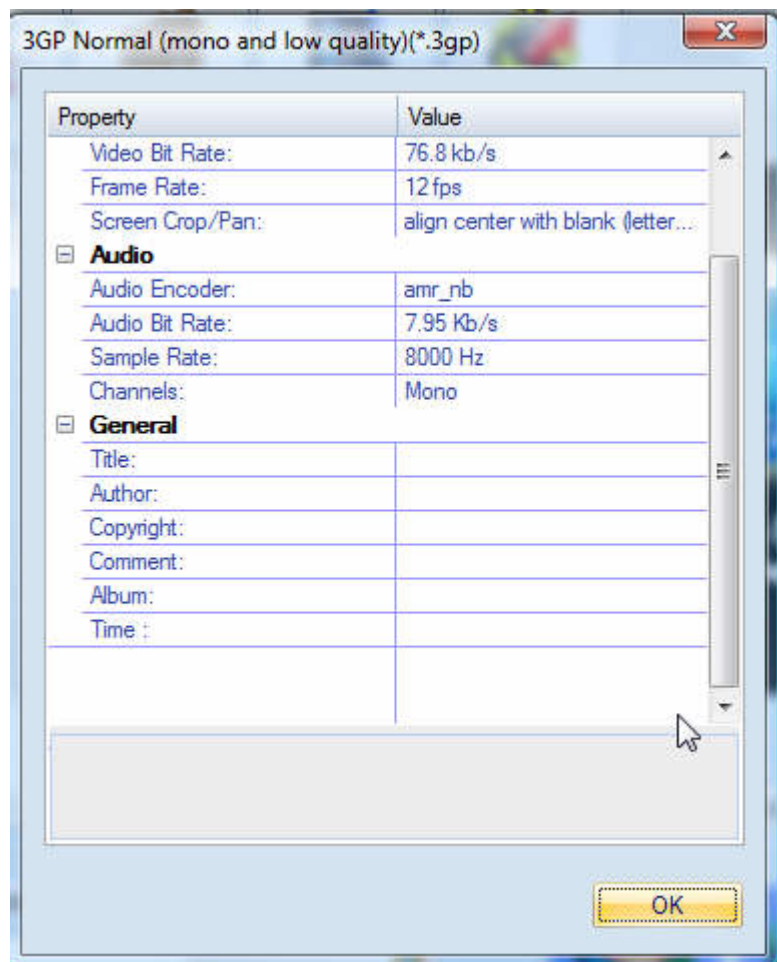 3GP Normal (mono and low quality)(*.3gp)
Property Value
Video Bit Rate: 76.8 kb/s
Frame Rate: 12 fps
Screen Crop/Pan: align center with blank (letter...
Audio
Audio Encoder: amr_nb
Audio Bit Rate: 7.95 Kb/s
Sample Rate: 8000 Hz
Channels: Mono
General
Title:
Author:
Copyright:
Comment:
Album:
Time :
OK